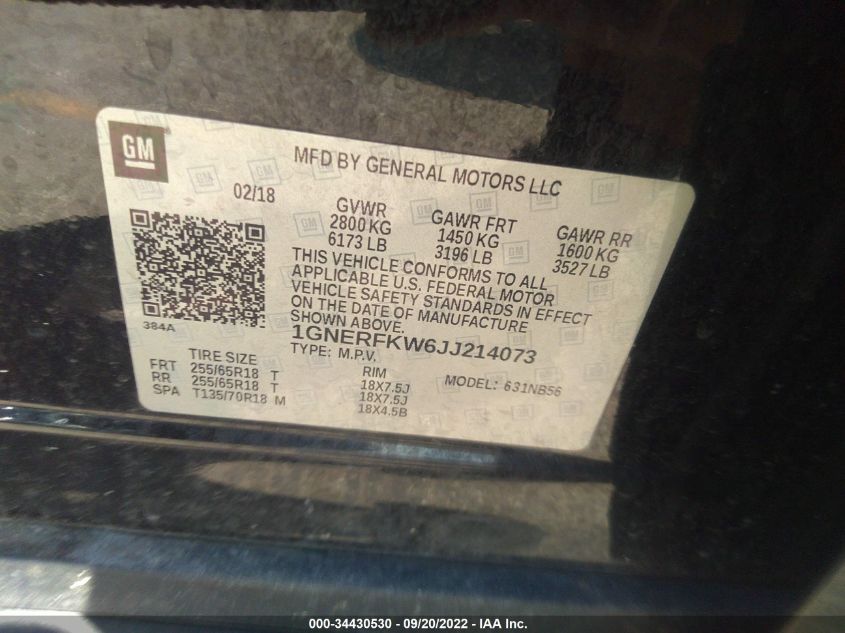 GM
MFD BY GENERAL MOTORS LLC
02/18
GVWR
2800 KG
6173 LB
GAWR FRT
1450 KG
3196 LB
GAWR RR
1600 KG
3527 LB
THIS VEHICLE CONFORMS TO ALL
APPLICABLE U.S. FEDERAL MOTOR
VEHICLE SAFETY STANDARDS IN EFFECT
ON THE DATE OF MANUFACTURE
SHOWN ABOVE.
384A
1GNERFKW6JJ214073
TYPE: M.P.V.
MODEL: 631NB56
TIRE SIZE
RIM
FRT 255/65R18 T 18X7.5J
RR 255/65R18 T 18X7.5J
SPA T135/70R18 M 18X4.5B
000-34430530 - 09/20/2022 - IAA Inc.